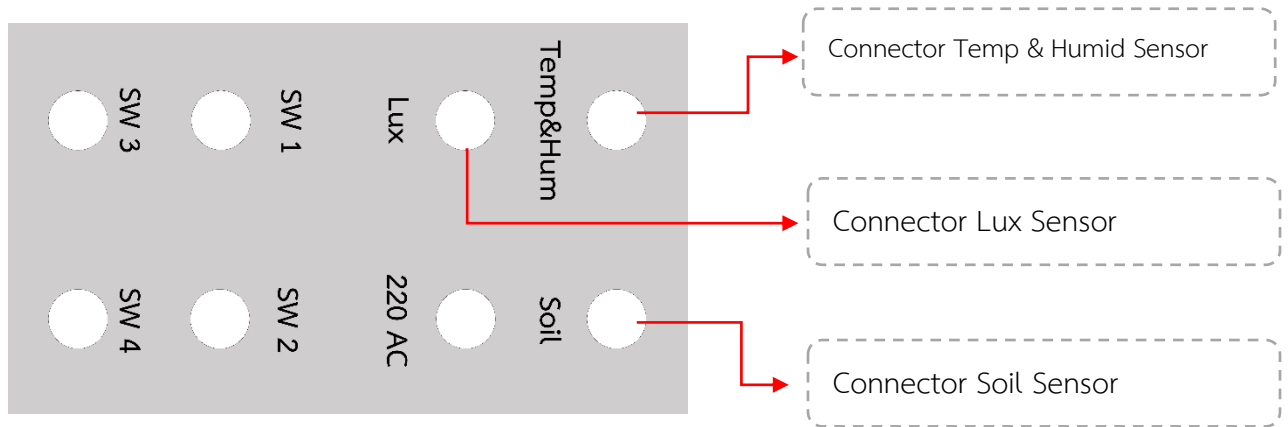 SW 3
SW 1
Lux
Temp&Hum
SW 4
SW 2
220 AC
Soil
Connector Temp & Humid Sensor
Connector Lux Sensor
Connector Soil Sensor